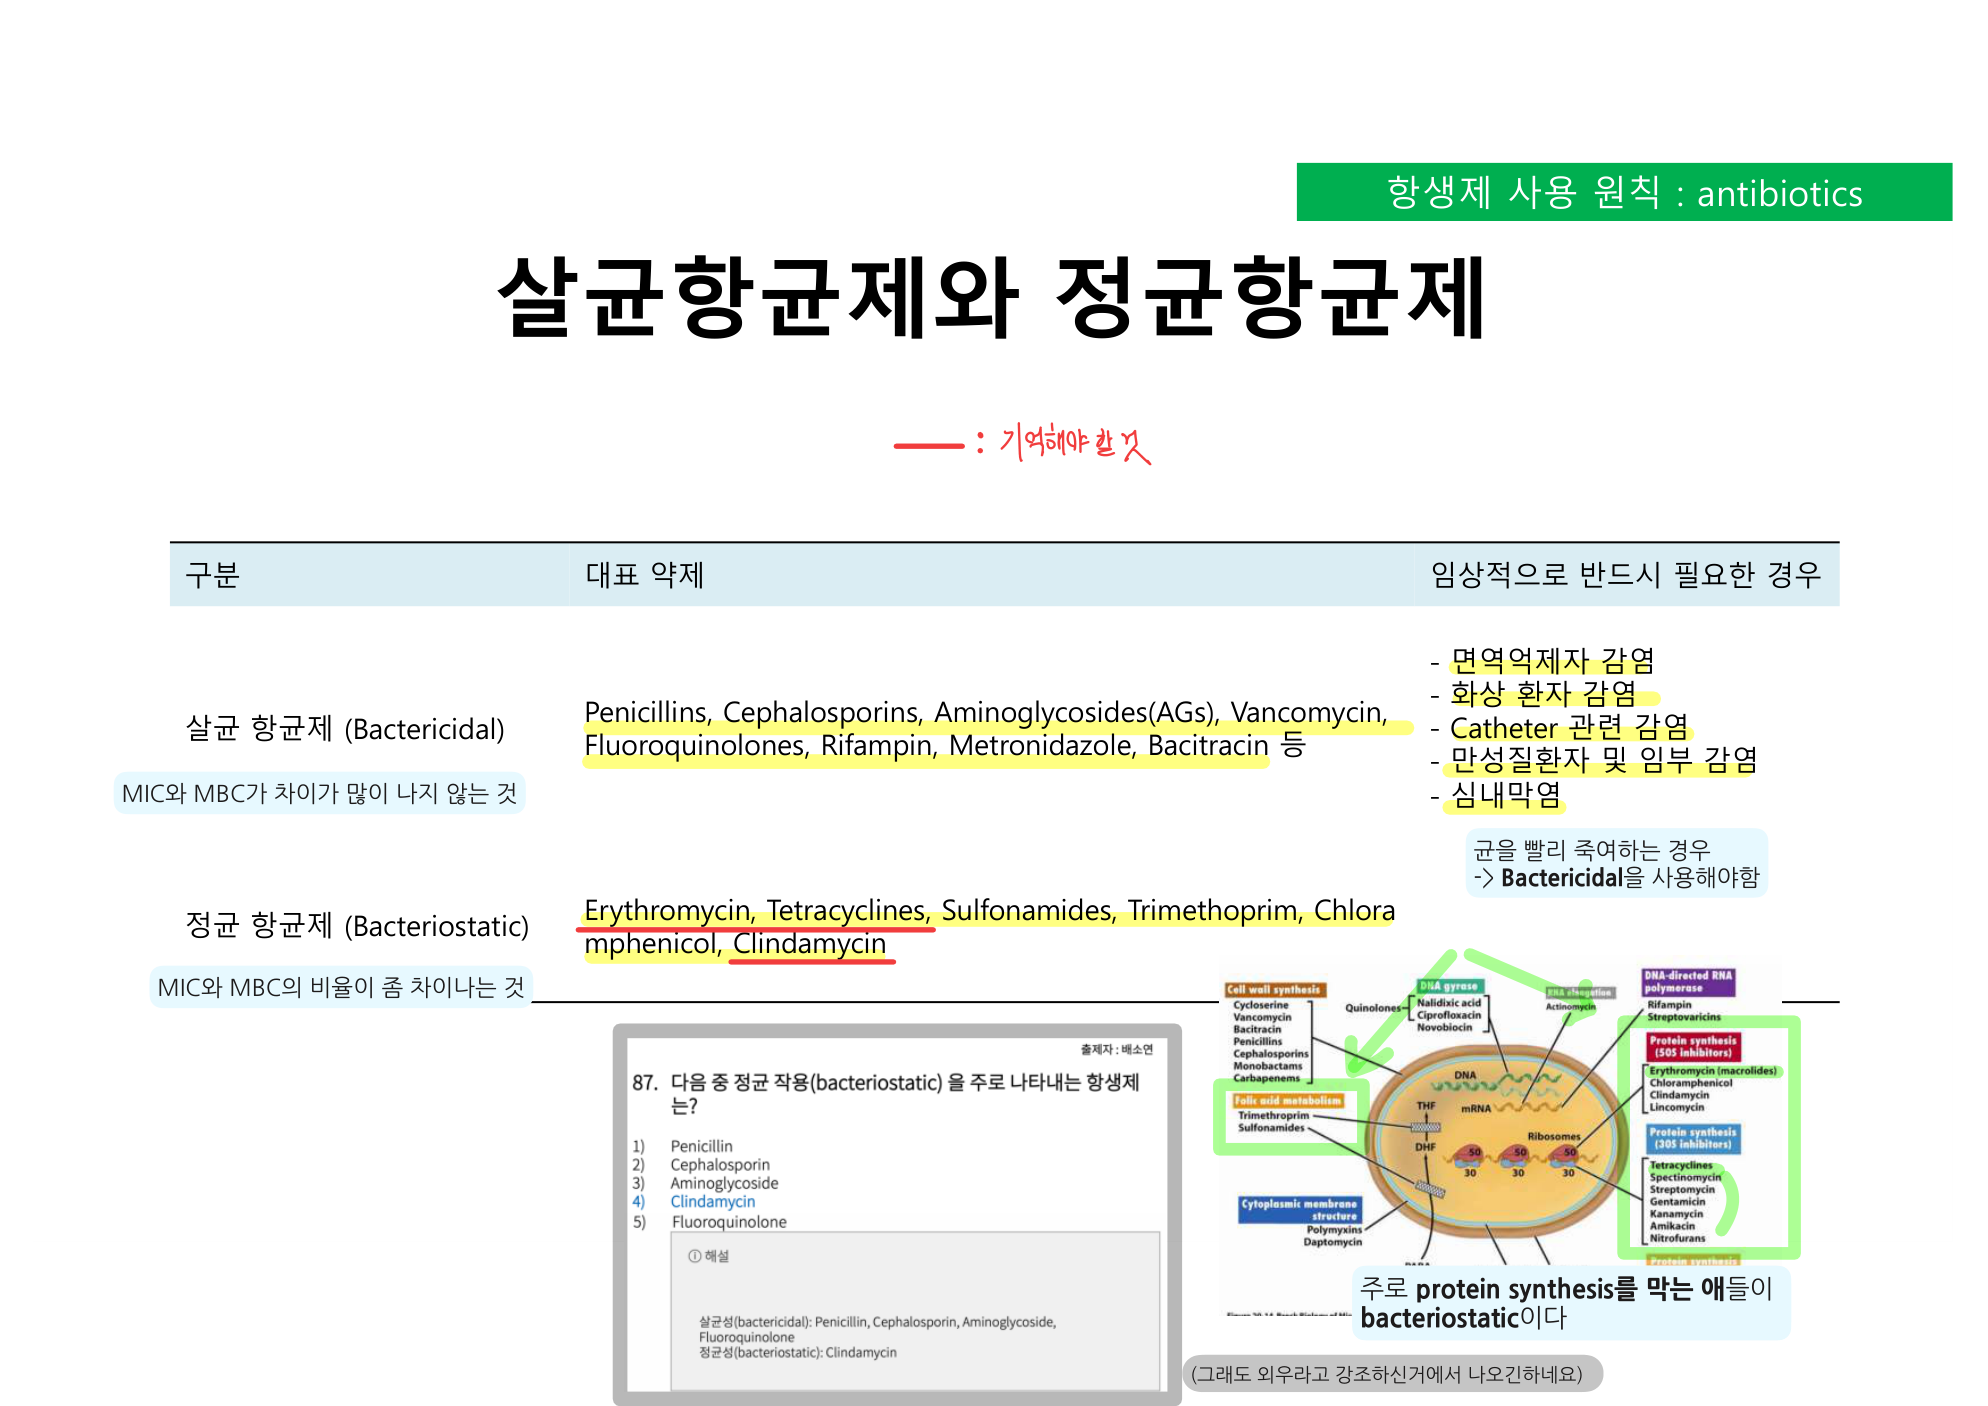 항생제 사용 원칙 : antibiotics
살균항균제와 정균항균제
: 기억해야 할 것
구분
대표 약제
임상적으로 반드시 필요한 경우
살균 항균제 (Bactericidal)
MIC와 MBC가 차이가 많이 나지 않는 것
Penicillins, Cephalosporins, Aminoglycosides(AGs), Vancomycin,
Fluoroquinolones, Rifampin, Metronidazole, Bacitracin 등
- 면역억제자 감염
- 화상 환자 감염
- Catheter 관련 감염
- 만성질환자 및 임부 감염
- 심내막염
균을 빨리 죽여하는 경우
-> Bactericidal을 사용해야함
정균 항균제 (Bacteriostatic)
MIC와 MBC의 비율이 좀 차이나는 것
Erythromycin, Tetracyclines, Sulfonamides, Trimethoprim, Chlora
mphenicol, Clindamycin
출제자 : 배소연
87. 다음 중 정균 작용(bacteriostatic) 을 주로 나타내는 항생제
는?
1) Penicillin
2) Cephalosporin
3) Aminoglycoside
4) Clindamycin
5) Fluoroquinolone
ⓘ 해설
살균성(bactericidal): Penicillin, Cephalosporin, Aminoglycoside,
Fluoroquinolone
정균성(bacteriostatic): Clindamycin
Cell wall synthesis
Cycloserine
Vancomycin
Bacitracin
Penicillins
Cephalosporins
Monobactams
Carbapenems
Folic acid metabolism
Trimethoprim
Sulfonamides
Cytoplasmic membrane
structure
Polymyxins
Daptomycin
Quinolones
DNA gyrase
Nalidixic acid
Ciprofloxacin
Novobiocin
RNA elongation
Actinomycin
DNA-directed RNA
polymerase
Rifampin
Streptovaricins
Protein synthesis
(50S inhibitors)
Erythromycin (macrolides)
Chloramphenicol
Clindamycin
Lincomycin
Protein synthesis
(30S inhibitors)
Tetracyclines
Spectinomycin
Streptomycin
Gentamicin
Kanamycin
Amikacin
Nitrofurans
Protein synthesis
DNA
THF
mRNA
DHF
Ribosomes
50 50 50
30 30 30
PABA
주로 protein synthesis를 막는 애들이
bacteriostatic이다
(그래도 외우라고 강조하신거에서 나오긴하네요)